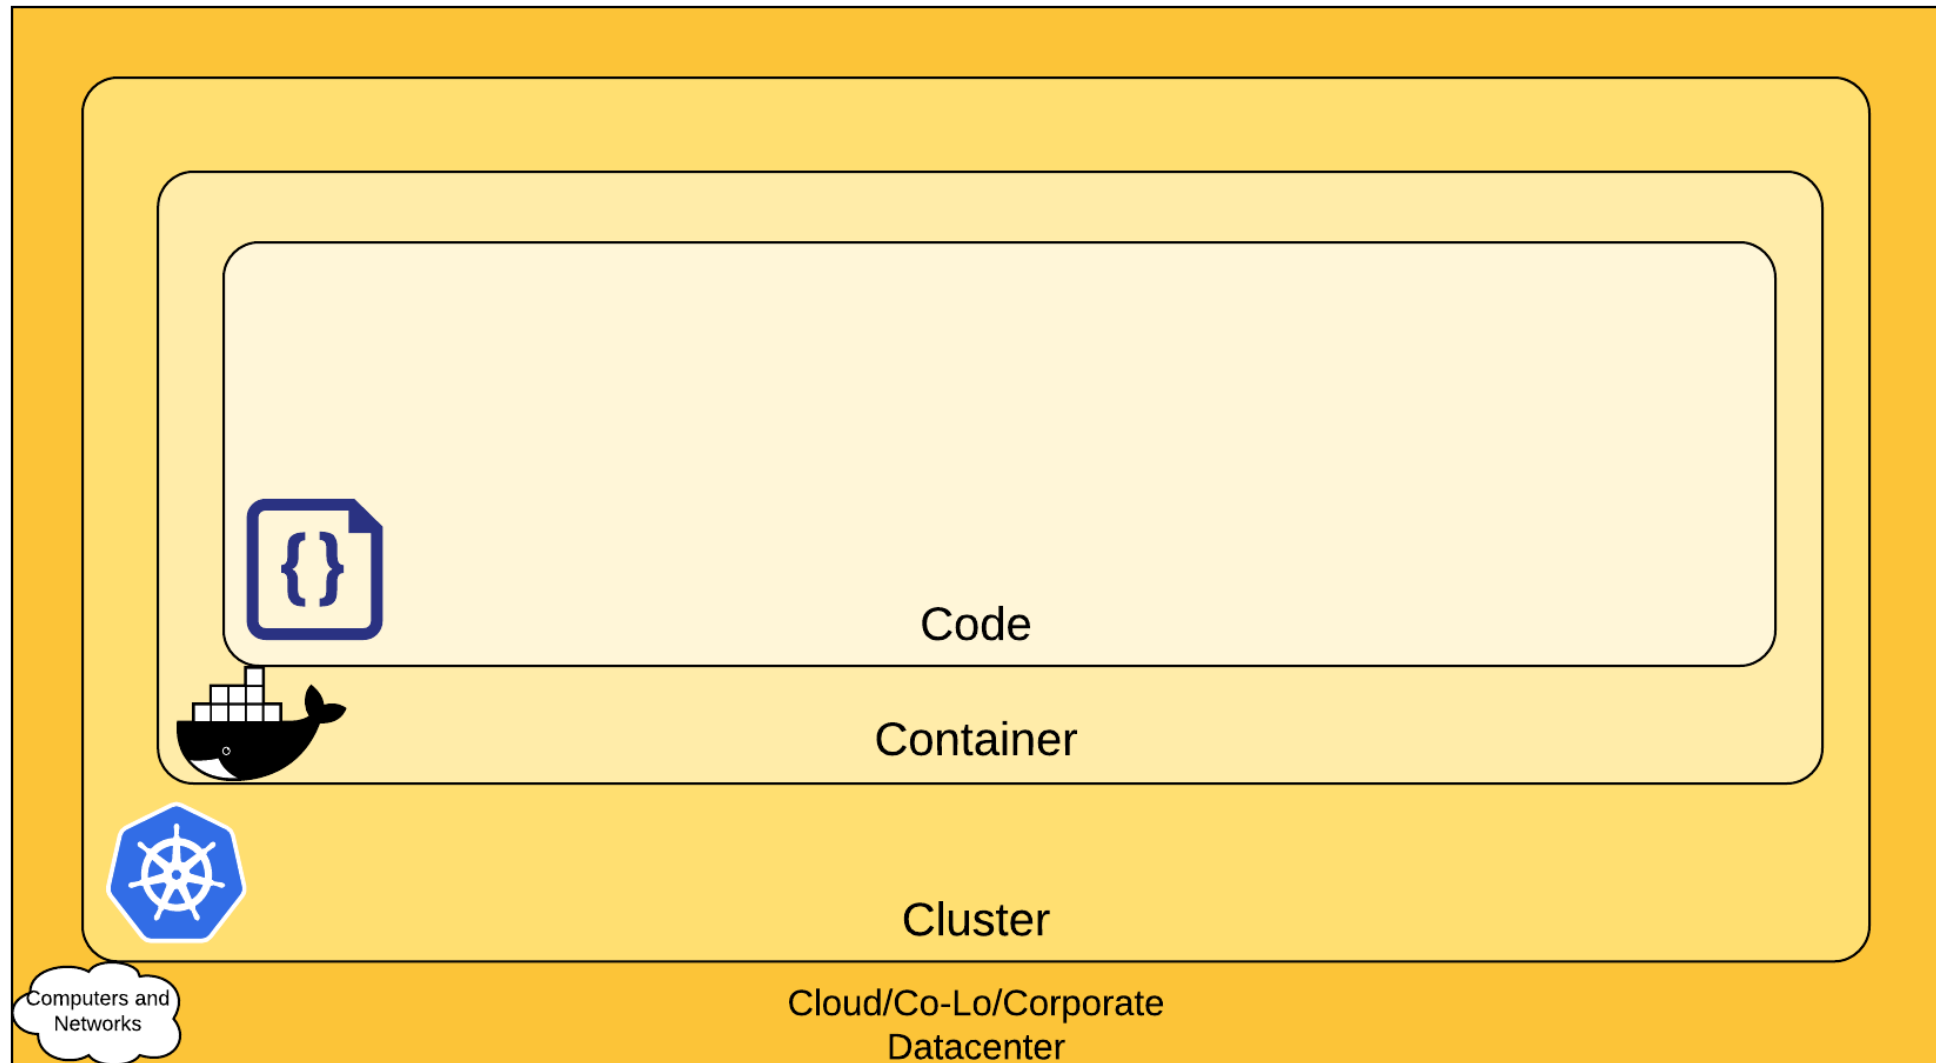 {}
Code
Container
Cluster
Computers and
Networks
Cloud/Co-Lo/Corporate
Datacenter